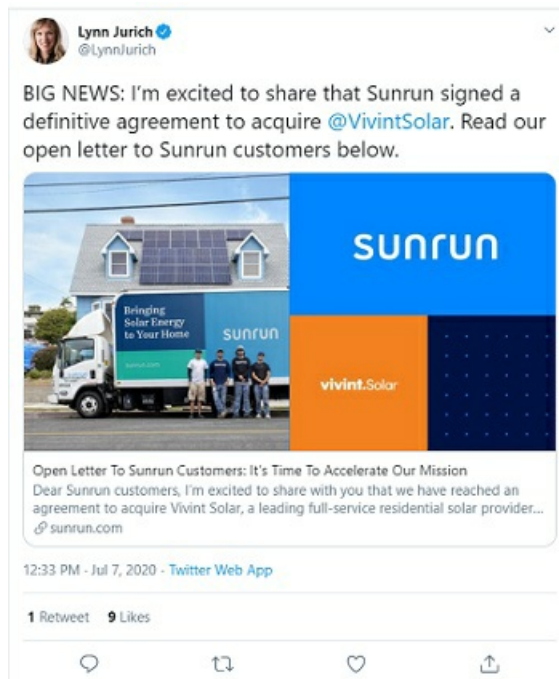 Lynn Jurich
@LynnJurich
BIG NEWS: I'm excited to share that Sunrun signed a
definitive agreement to acquire @VivintSolar. Read our
open letter to Sunrun customers below.
Bringing
Solar Energy
to Your Home
sunrun
sunrun.com
sunrun
vivint.Solar
Open Letter To Sunrun Customers: It's Time To Accelerate Our Mission
Dear Sunrun customers, I'm excited to share with you that we have reached an
agreement to acquire Vivint Solar, a leading full-service residential solar provider...
sunrun.com
12:33 PM · Jul 7, 2020 · Twitter Web App
1 Retweet 9 Likes